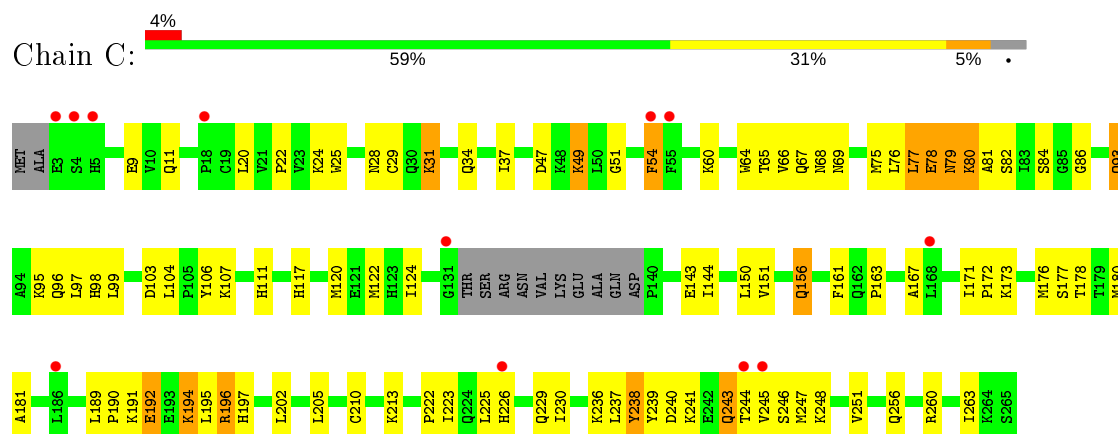 4%
Chain C:
59% 31% 5% •
MET ALA E3 S4 H5 E9 V10 Q11 P18 C19 L20 V21 P22 V23 K24 W25 N28 C29 Q30 K31 Q34 I37 D47 K48 K49 L50 G51 F54 F55 K60 W64 T65 V66 Q67 N68 N69 M75 L76 L77 E78 N79 K80 A81 S82 I83 S84 G85 G86 Q93
A94 K95 Q96 L97 H98 L99 D103 L104 P105 Y106 K107 H111 H117 M120 E121 M122 H123 I124 G131 THR SER ARG ASN VAL LYS GLU ALA GLN ASP P140 E143 I144 L150 V151 Q156 F161 Q162 P163 A167 L168 I171 P172 K173 M176 S177 T178 T179 M180
A181 L186 L189 P190 K191 E192 E193 K194 L195 R196 H197 L202 L205 C210 K213 P222 I223 Q224 L225 H226 Q229 I230 K236 L237 Y238 Y239 D240 K241 E242 Q243 T244 V245 S246 M247 K248 V251 Q256 R260 I263 K264 S265